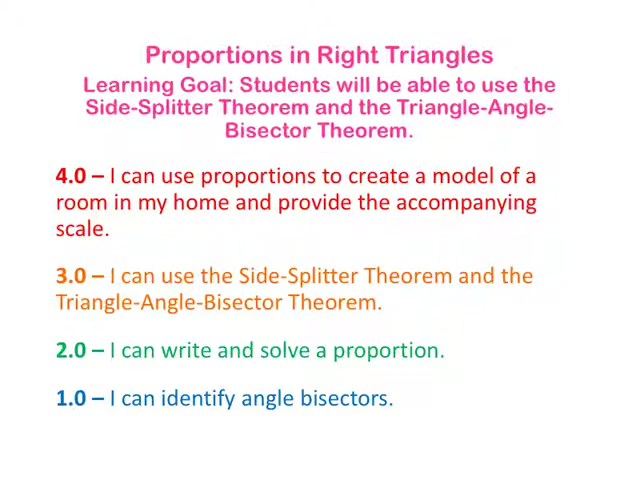 Proportions in Right Triangles
Learning Goal: Students will be able to use the
Side-Splitter Theorem and the Triangle-Angle-
Bisector Theorem.
4.0 – I can use proportions to create a model of a
room in my home and provide the accompanying
scale.
3.0 – I can use the Side-Splitter Theorem and the
Triangle-Angle-Bisector Theorem.
2.0 – I can write and solve a proportion.
1.0 – I can identify angle bisectors.